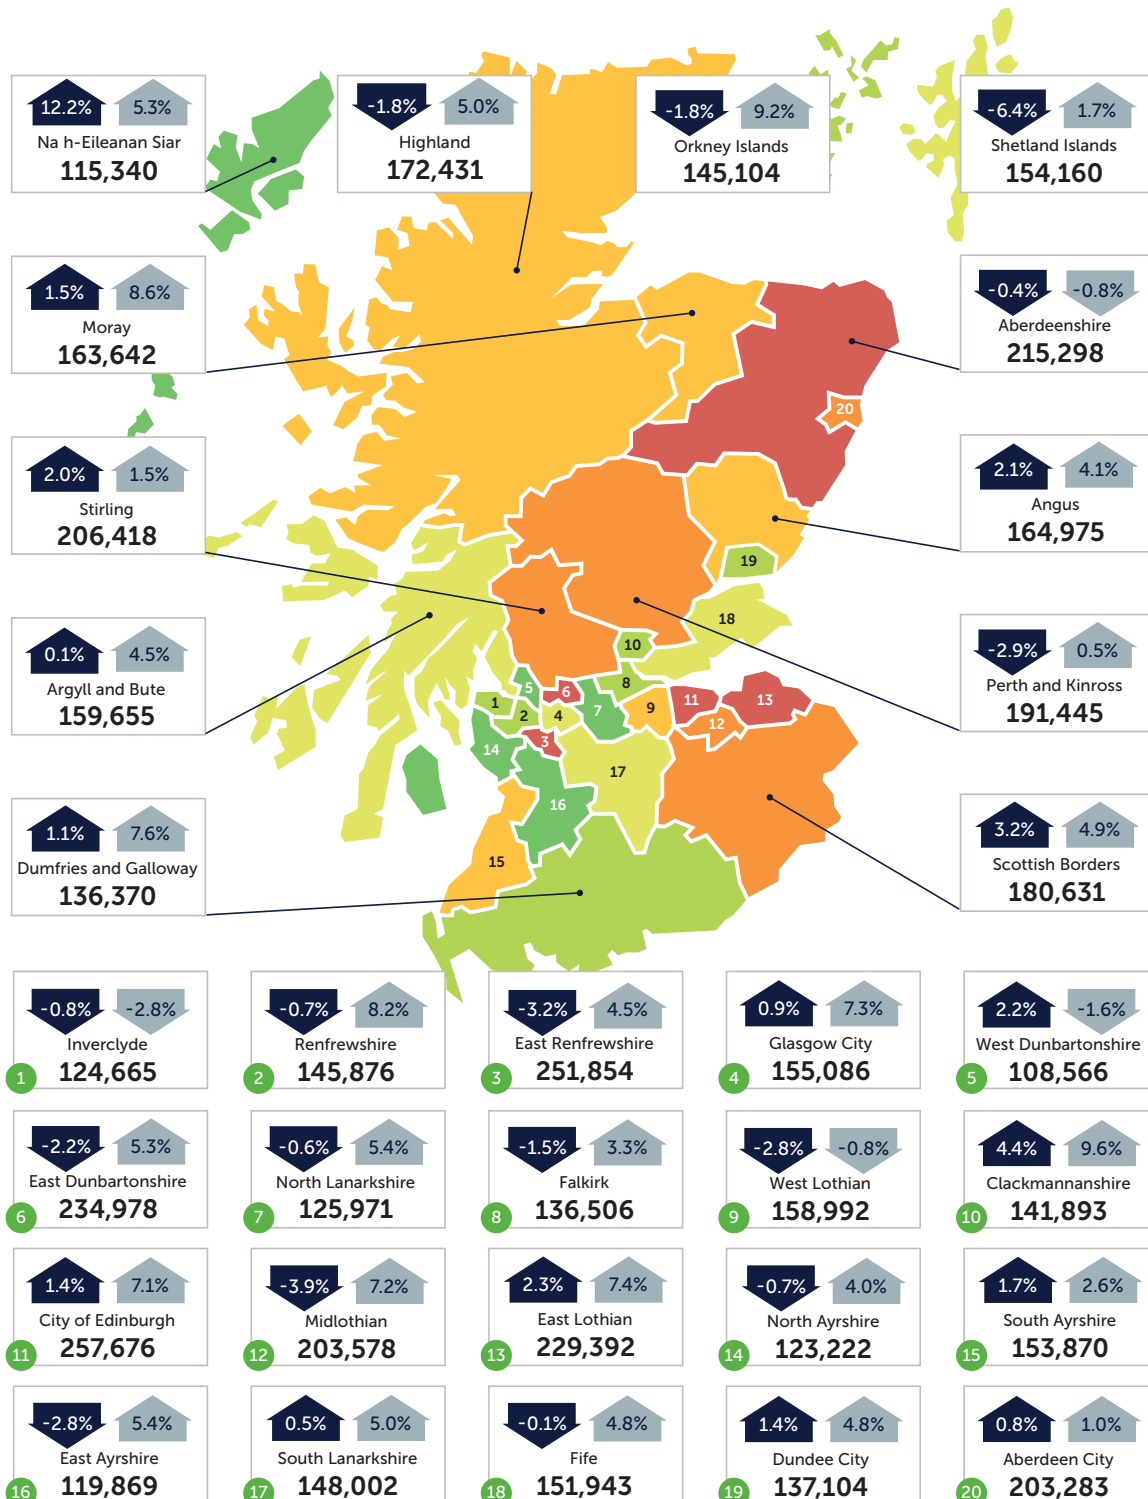 12.2% 5.3%
Na h-Eileanan Siar
115,340
-1.8% 5.0%
Highland
172,431
-1.8% 9.2%
Orkney Islands
145,104
-6.4% 1.7%
Shetland Islands
154,160
1.5% 8.6%
Moray
163,642
-0.4% -0.8%
Aberdeenshire
215,298
2.0% 1.5%
Stirling
206,418
2.1% 4.1%
Angus
164,975
0.1% 4.5%
Argyll and Bute
159,655
-2.9% 0.5%
Perth and Kinross
191,445
1.1% 7.6%
Dumfries and Galloway
136,370
3.2% 4.9%
Scottish Borders
180,631
20
19
18
10
8
5
6
11
13
1
2
4
7
9
12
3
14
17
16
15
-0.8% -2.8%
Inverclyde
1 124,665
-0.7% 8.2%
Renfrewshire
2 145,876
-3.2% 4.5%
East Renfrewshire
3 251,854
0.9% 7.3%
Glasgow City
4 155,086
2.2% -1.6%
West Dunbartonshire
5 108,566
-2.2% 5.3%
East Dunbartonshire
6 234,978
-0.6% 5.4%
North Lanarkshire
7 125,971
-1.5% 3.3%
Falkirk
8 136,506
-2.8% -0.8%
West Lothian
9 158,992
4.4% 9.6%
Clackmannanshire
10 141,893
1.4% 7.1%
City of Edinburgh
11 257,676
-3.9% 7.2%
Midlothian
12 203,578
2.3% 7.4%
East Lothian
13 229,392
-0.7% 4.0%
North Ayrshire
14 123,222
1.7% 2.6%
South Ayrshire
15 153,870
-2.8% 5.4%
East Ayrshire
16 119,869
0.5% 5.0%
South Lanarkshire
17 148,002
-0.1% 4.8%
Fife
18 151,943
1.4% 4.8%
Dundee City
19 137,104
0.8% 1.0%
Aberdeen City
20 203,283